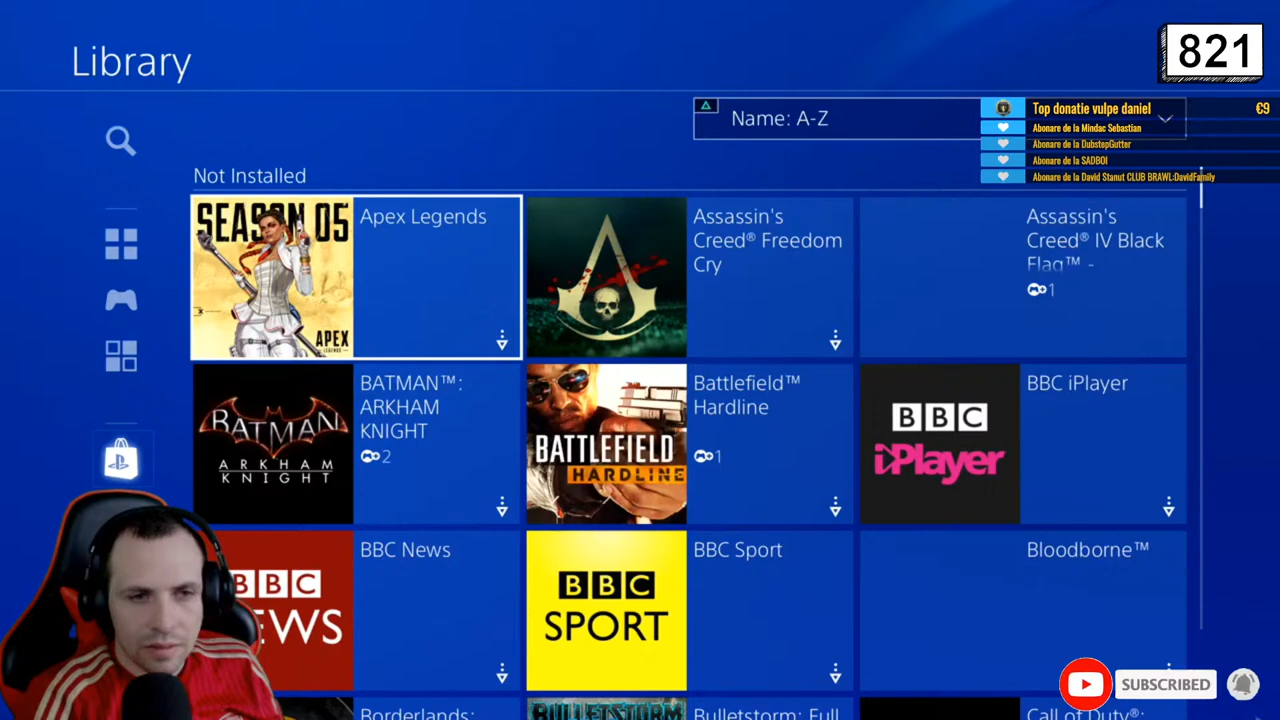 Library
821
Name: A-Z
Top donatie vulpe daniel €9
Abonare de la Mindac Sebastian
Abonare de la DubstepGutter
Abonare de la SADBOI
Abonare de la David Stanut CLUB BRAWL:DavidFamily
Not Installed
SEASON 05
APEX
LEGENDS
Apex Legends
Assassin's
Creed® Freedom
Cry
Assassin's
Creed® IV Black
Flag™ -
1
BATMAN
ARKHAM
KNIGHT
BATMAN™:
ARKHAM
KNIGHT
2
BATTLEFIELD
HARDLINE
Battlefield™
Hardline
1
BBC
iPlayer
BBC iPlayer
BBC
NEWS
BBC News
BBC
SPORT
BBC Sport
Bloodborne™
Borderlands:
BULLETSTORM
Bulletstorm: Full
Call of Duty®:
SUBSCRIBED